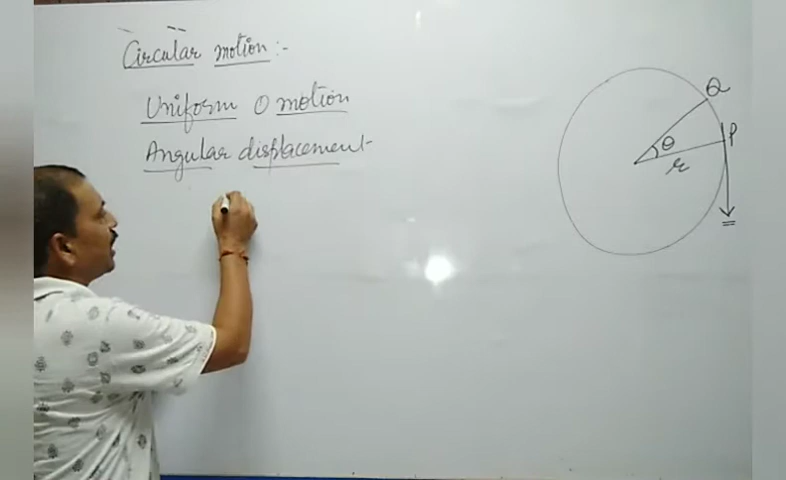 Circular motion :-
Uniform O motion
Angular displacement
Q
P
θ
r